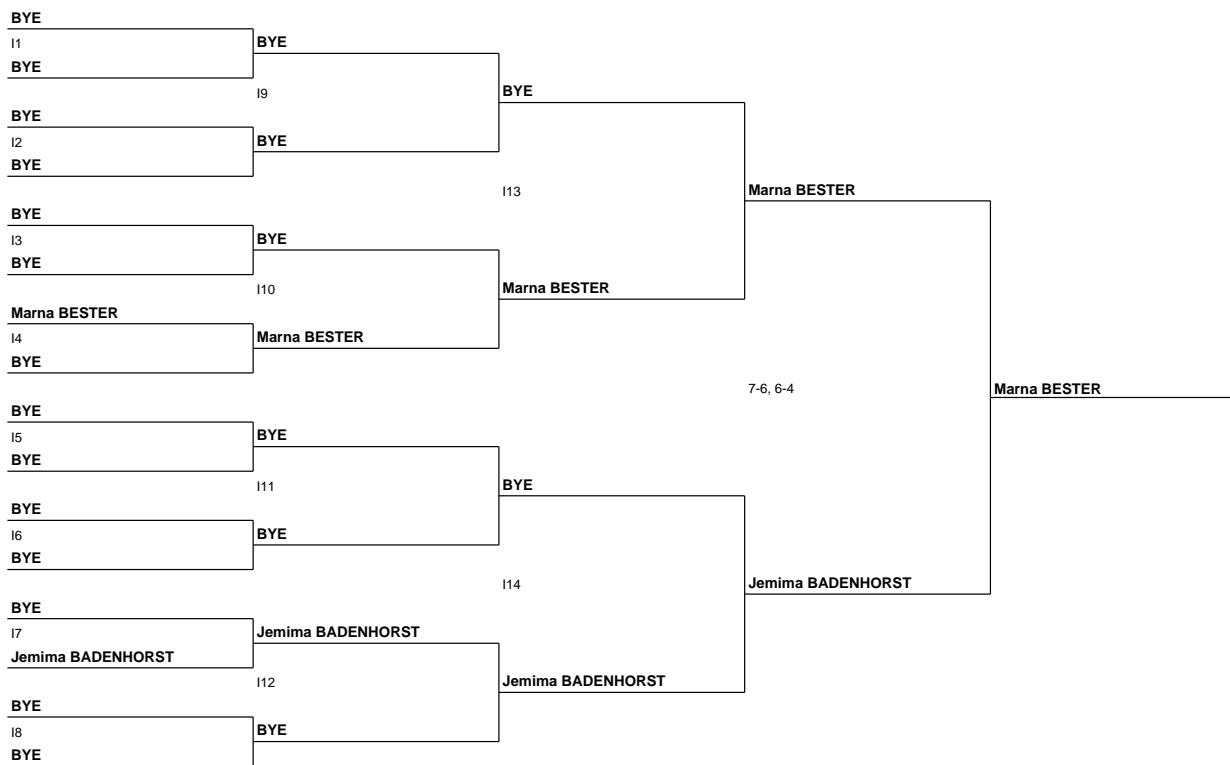 BYE
I1
BYE
BYE
I9
BYE
BYE
I2
BYE
BYE
I13
Marna BESTER
BYE
I3
BYE
BYE
I10
Marna BESTER
Marna BESTER
I4
Marna BESTER
BYE
7-6, 6-4
Marna BESTER
BYE
I5
BYE
BYE
I11
BYE
BYE
I6
BYE
BYE
I14
Jemima BADENHORST
BYE
I7
Jemima BADENHORST
Jemima BADENHORST
I12
Jemima BADENHORST
BYE
I8
BYE
BYE